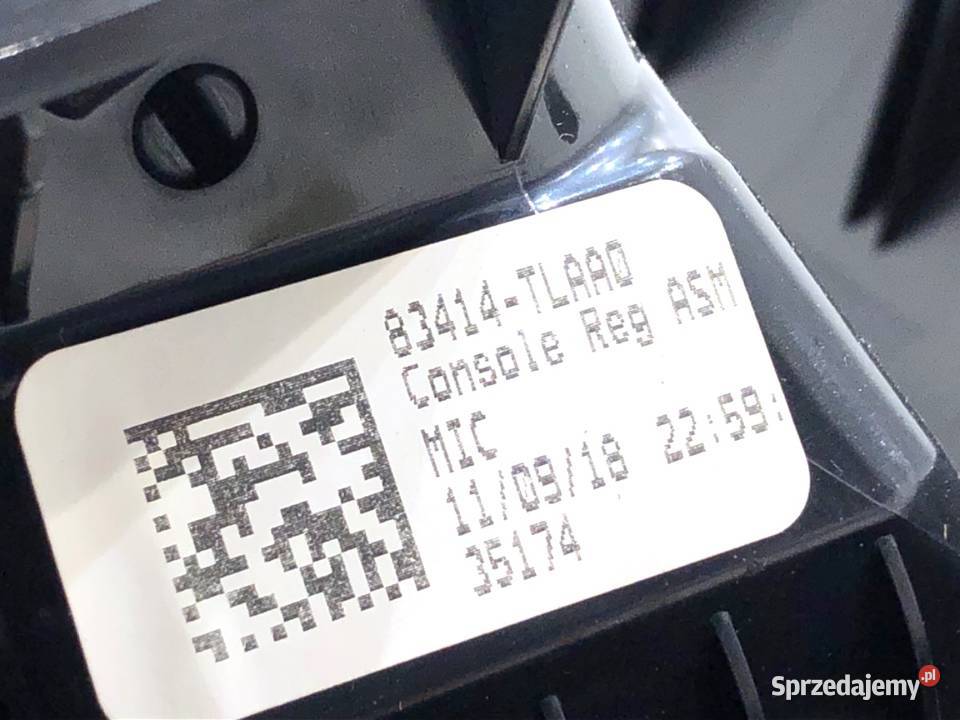 83414-TLAA0
Console Reg ASM
MIC
11/09/18 22:59:
35174
Sprzedajemy.pl